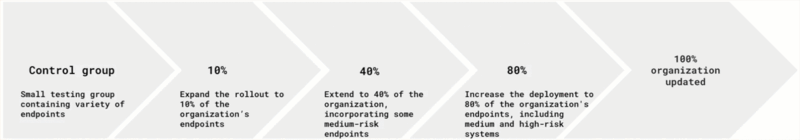 Control group
Small testing group
containing variety of
endpoints
10%
Expand the rollout to
10% of the
organization's
endpoints
40%
Extend to 40% of the
organization,
incorporating some
medium-risk
endpoints
80%
Increase the deployment to
80% of the organization's
endpoints, including
medium and high-risk
systems
100%
organization
updated